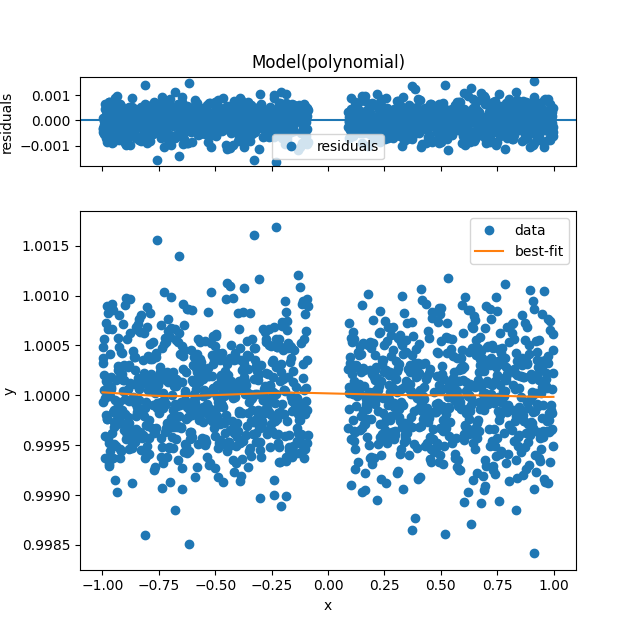 Model(polynomial)
residuals
0.001
0.000
−0.001
residuals
y
1.0015
1.0010
1.0005
1.0000
0.9995
0.9990
0.9985
data
best-fit
−1.00 −0.75 −0.50 −0.25 0.00 0.25 0.50 0.75 1.00
x